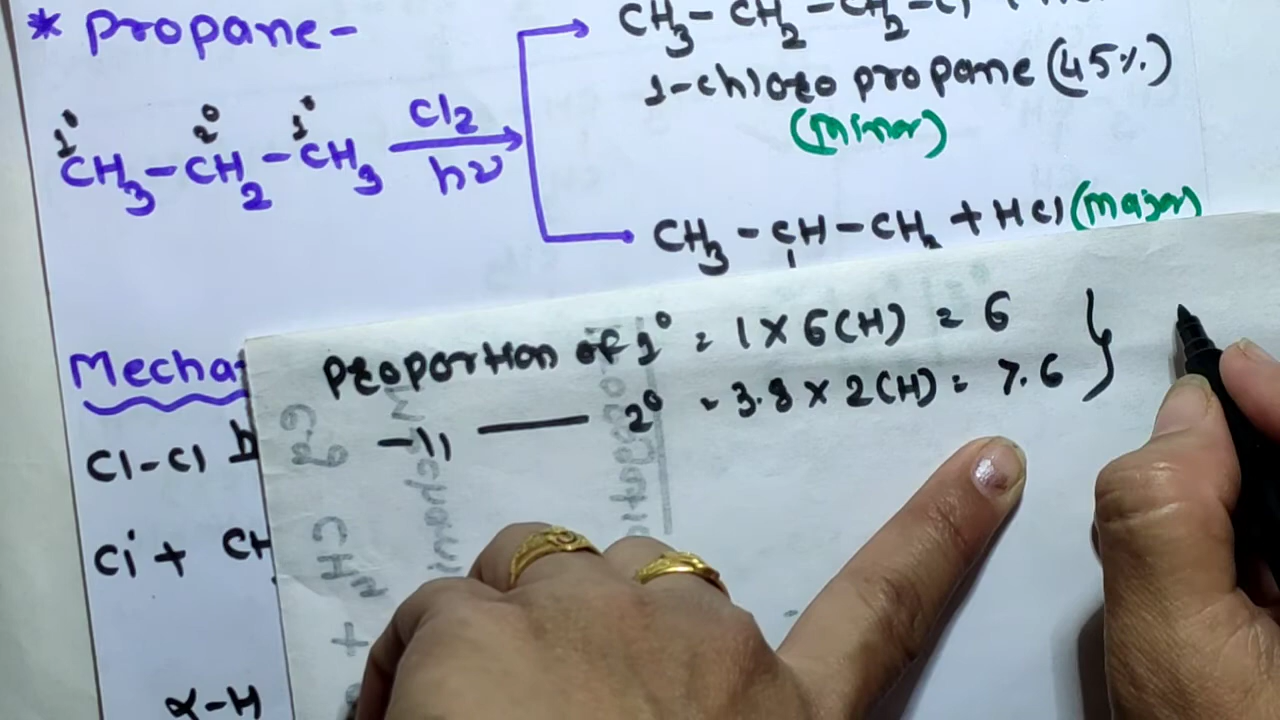 * Propane-
CH3-CH2-CH2-Cl
1-chloro propane (45%)
(Minor)
1° 2° 1°
CH3-CH2-CH3 Cl2 hν
CH3-CH-CH3 + HCl (Major)
Mecha
Cl-Cl
Ċl + CH
α-H
Proportion of 1° = 1 X 6(H) = 6
-11 — 2° = 3.8 X 2(H) = 7.6